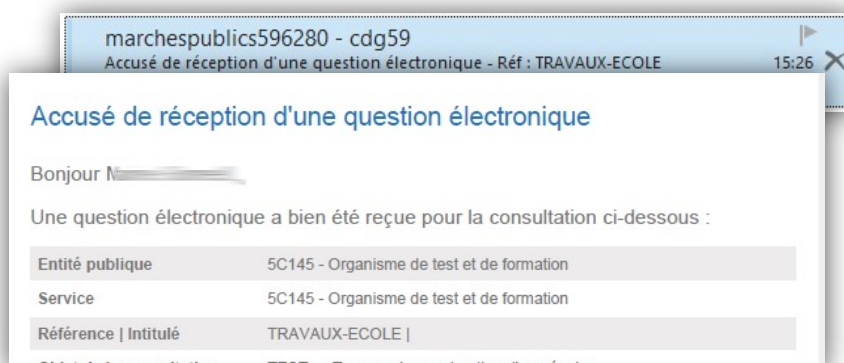 marchespublics596280 - cdg59
Accusé de réception d'une question électronique - Réf : TRAVAUX-ECOLE 15:26
Accusé de réception d'une question électronique
Bonjour
Une question électronique a bien été reçue pour la consultation ci-dessous :
Entité publique 5C145 - Organisme de test et de formation
Service 5C145 - Organisme de test et de formation
Référence | Intitulé TRAVAUX-ECOLE |